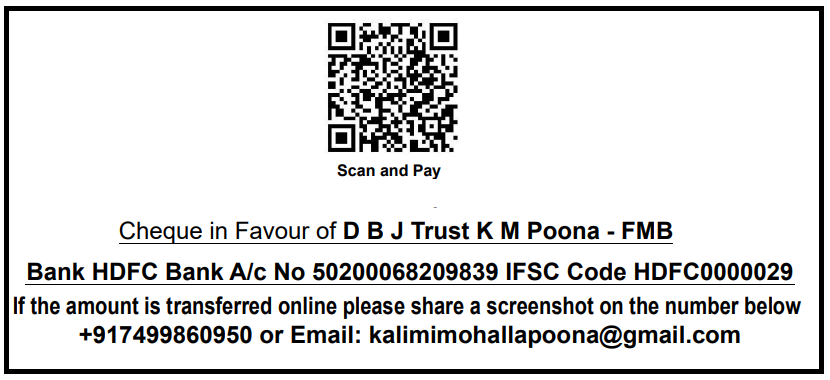 Scan and Pay
Cheque in Favour of D B J Trust K M Poona - FMB
Bank HDFC Bank A/c No 50200068209839 IFSC Code HDFC0000029
If the amount is transferred online please share a screenshot on the number below
+917499860950 or Email: kalimimohallapoona@gmail.com